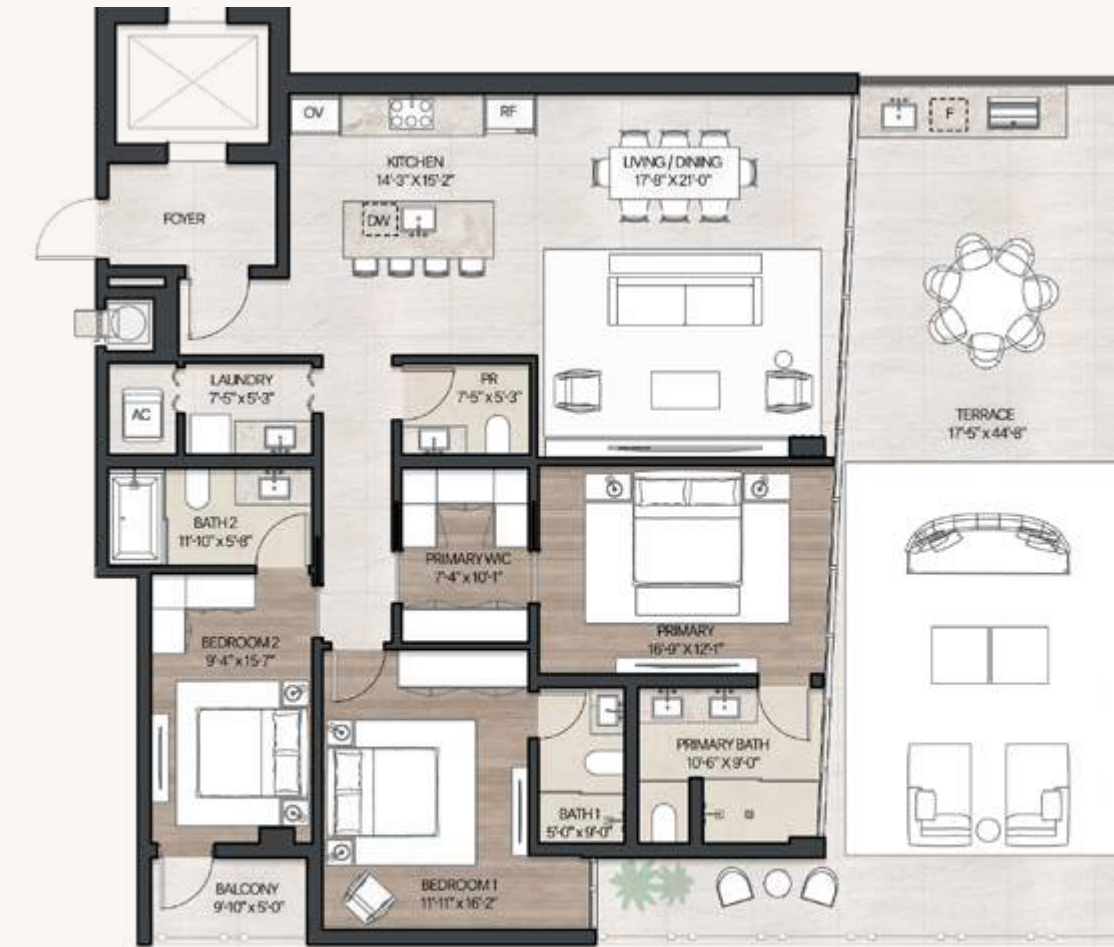 OV
RF
F
KITCHEN
14'-3" X 15'-2"
LIVING / DINING
17'-8" X 21'-0"
FOYER
DW
LAUNDRY
7'-5" x 5'-3"
PR
7'-5" x 5'-3"
AC
TERRACE
17'-5" x 44'-8"
BATH 2
11'-10" x 5'-8"
PRIMARY WIC
7'-4" x 10'-1"
PRIMARY
16'-9" X 12'-1"
BEDROOM 2
9'-4" x 15'-7"
PRIMARY BATH
10'-6" X 9'-0"
BATH 1
5'-0" x 9'-0"
BALCONY
9'-10" x 5'-0"
BEDROOM 1
11'-11" x 16'-2"